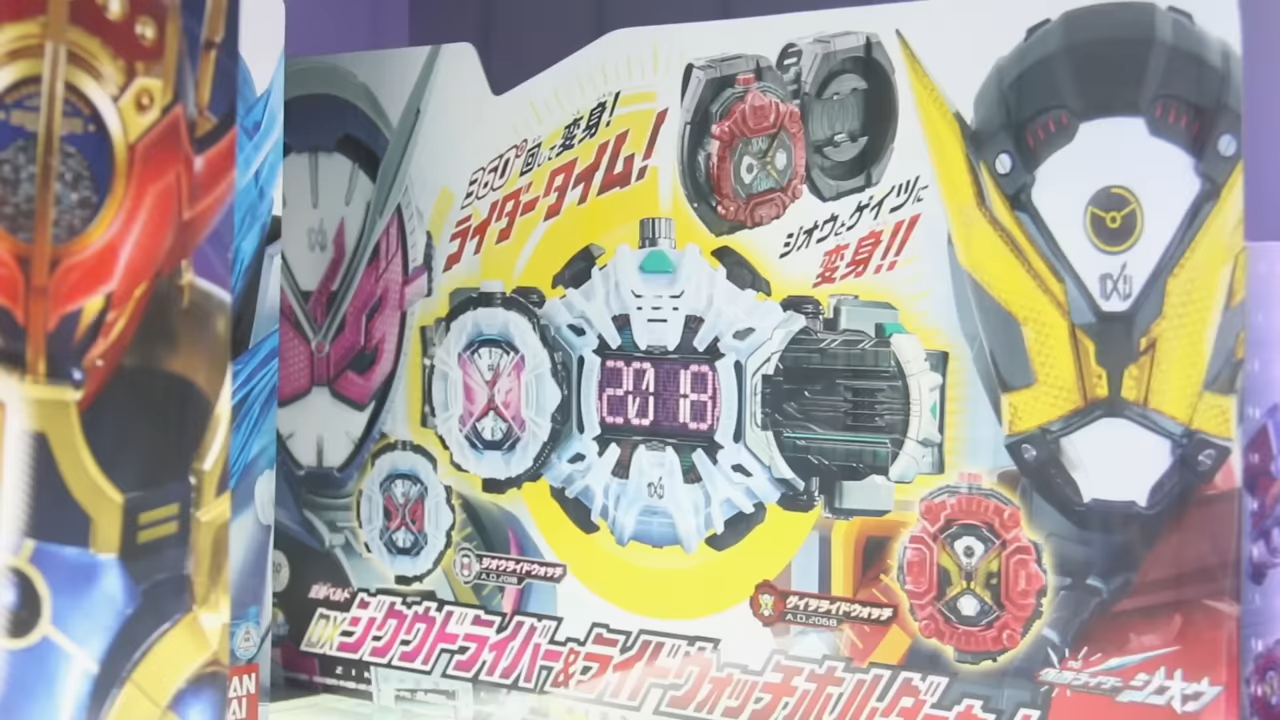 360°回して変身!
ライダータイム!
ジオウとゲイツに
変身!!
2018
ジオウライドウォッチ
A.D.2018
ゲイツライドウォッチ
A.D.2068
変身ベルト
DXジクウドライバー&ライドウォッチホルダーセット
仮面ライダージオウ
BANDAI